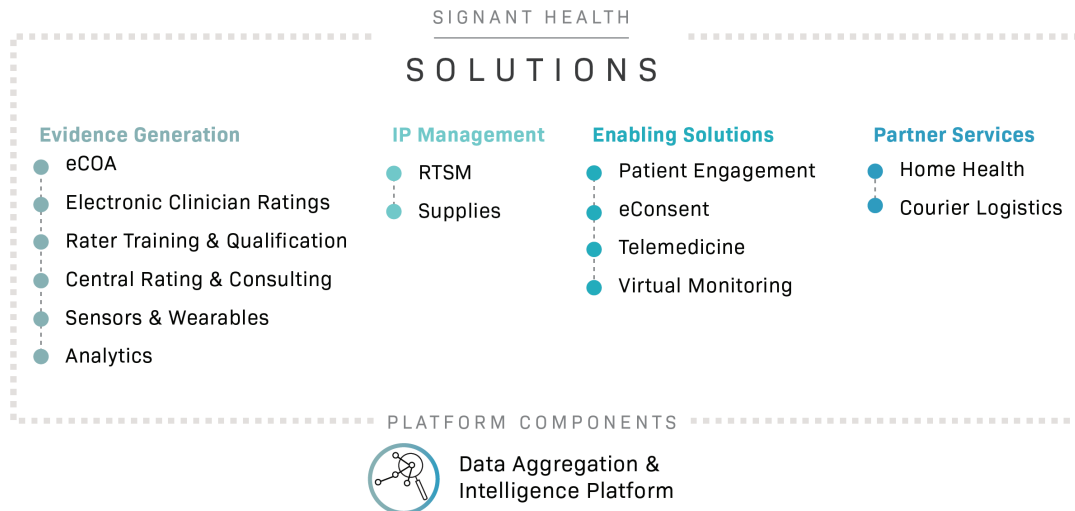 SIGNANT HEALTH
SOLUTIONS
Evidence Generation
eCOA
Electronic Clinician Ratings
Rater Training & Qualification
Central Rating & Consulting
Sensors & Wearables
Analytics
IP Management
RTSM
Supplies
Enabling Solutions
Patient Engagement
eConsent
Telemedicine
Virtual Monitoring
Partner Services
Home Health
Courier Logistics
PLATFORM COMPONENTS
Data Aggregation &
Intelligence Platform